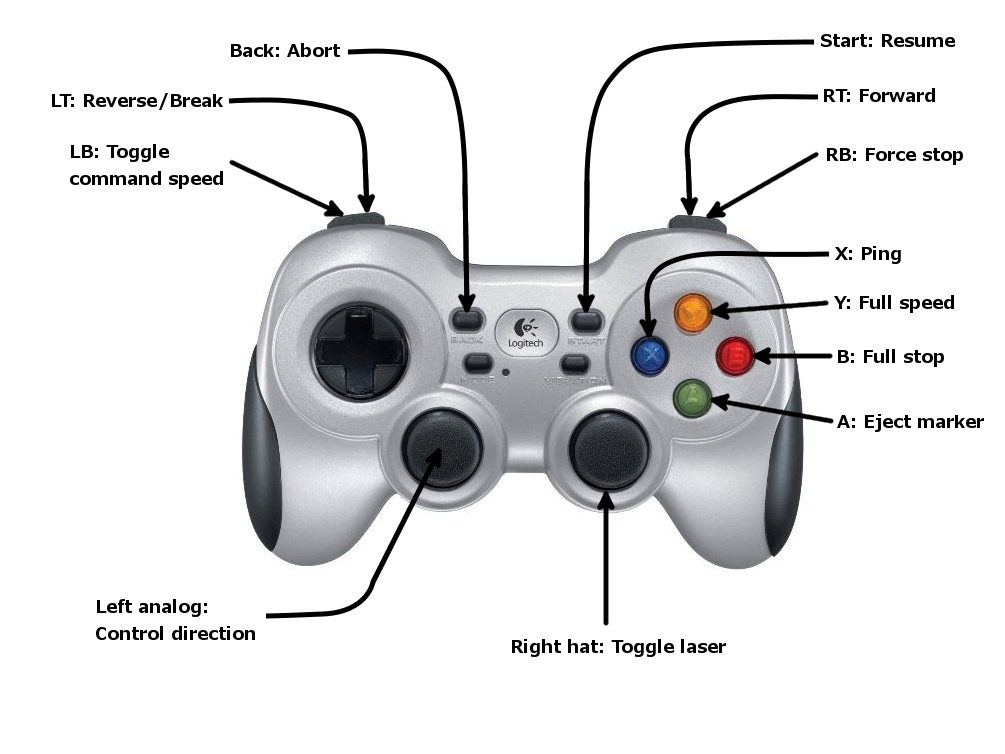 Back: Abort
Start: Resume
LT: Reverse/Break
RT: Forward
LB: Toggle
command speed
RB: Force stop
X: Ping
Y: Full speed
B: Full stop
A: Eject marker
BACK
START
Logitech
MODE
VIBRATION
Y
X
B
A
Left analog:
Control direction
Right hat: Toggle laser